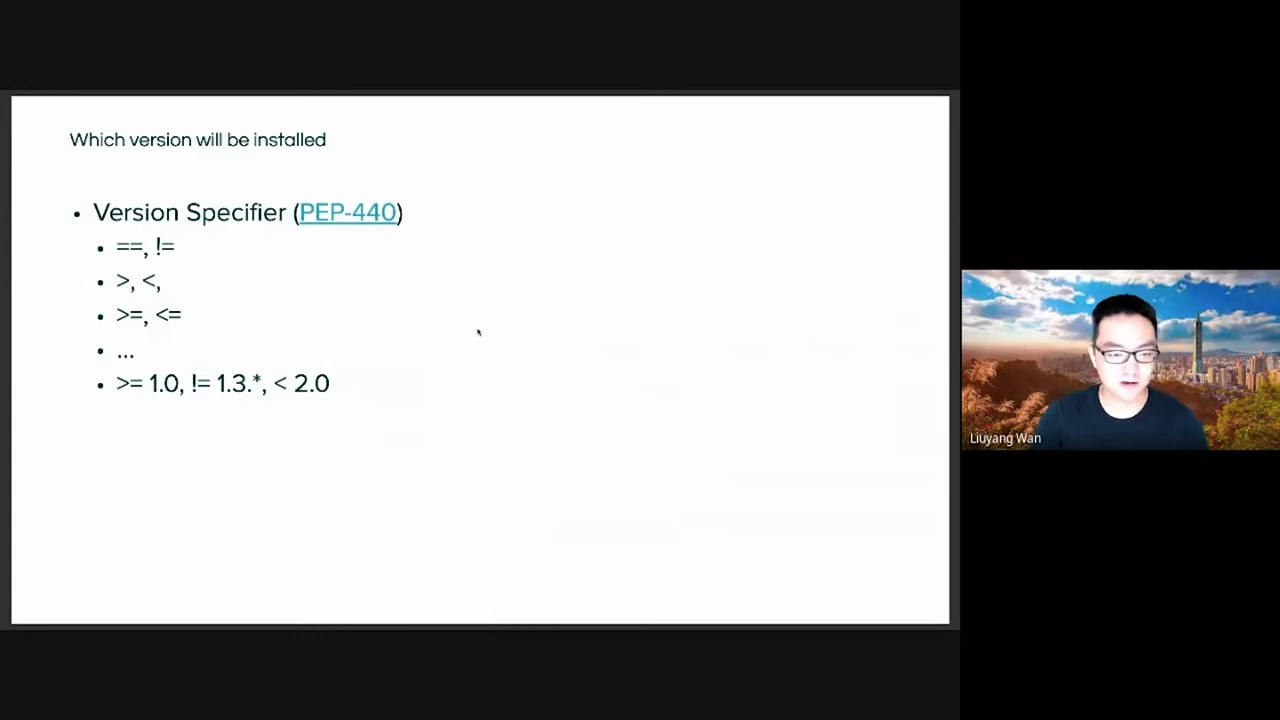 Which version will be installed
• Version Specifier (PEP-440)
• ==, !=
• >, <,
• >=, <=
• ...
• >= 1.0, != 1.3.*, < 2.0
Liuyang Wan